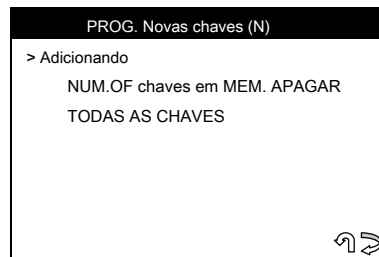 PROG. Novas chaves (N)
> Adicionando
NUM.OF chaves em MEM. APAGAR
TODAS AS CHAVES